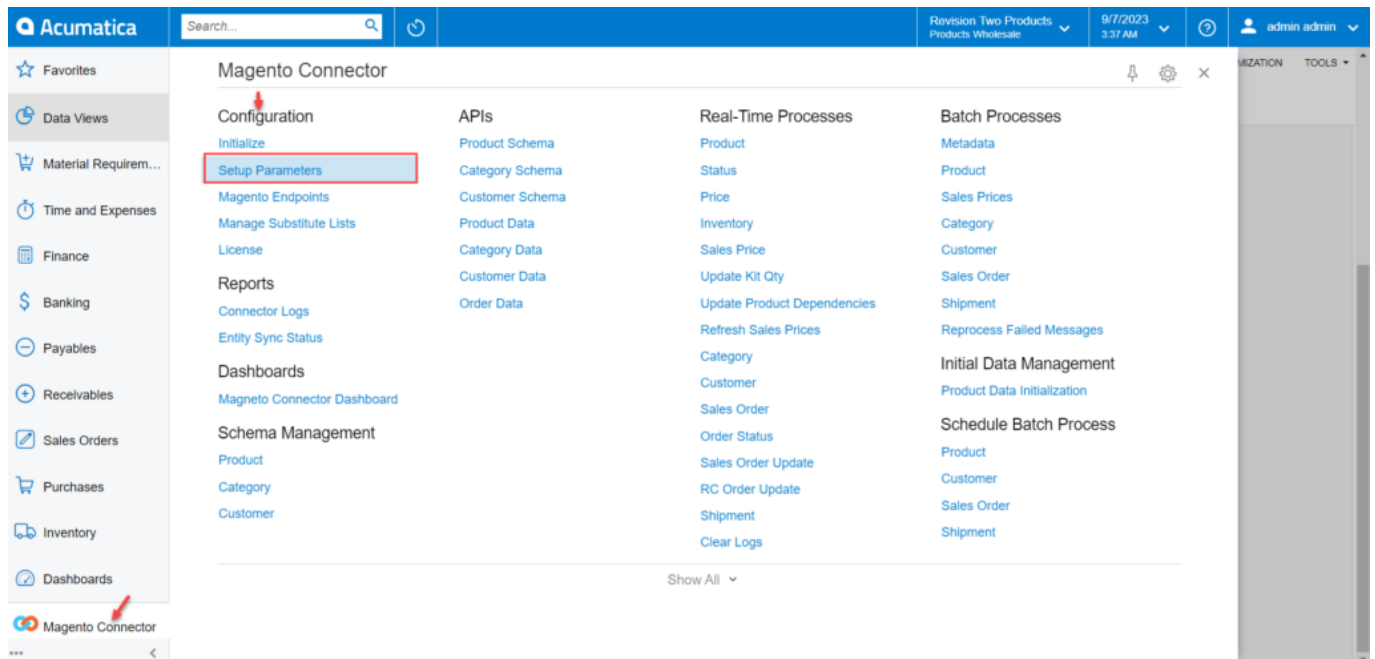 Acumatica
Search...
Revision Two Products
Products Wholesale
9/7/2023
3:37 AM
admin admin
Favorites
Data Views
Material Requirem...
Time and Expenses
Finance
Banking
Payables
Receivables
Sales Orders
Purchases
Inventory
Dashboards
Magento Connector
Magento Connector
MIZATION TOOLS
Configuration
Initialize
Setup Parameters
Magento Endpoints
Manage Substitute Lists
License
Reports
Connector Logs
Entity Sync Status
Dashboards
Magneto Connector Dashboard
Schema Management
Product
Category
Customer
APIs
Product Schema
Category Schema
Customer Schema
Product Data
Category Data
Customer Data
Order Data
Real-Time Processes
Product
Status
Price
Inventory
Sales Price
Update Kit Qty
Update Product Dependencies
Refresh Sales Prices
Category
Customer
Sales Order
Order Status
Sales Order Update
RC Order Update
Shipment
Clear Logs
Batch Processes
Metadata
Product
Sales Prices
Category
Customer
Sales Order
Shipment
Reprocess Failed Messages
Initial Data Management
Product Data Initialization
Schedule Batch Process
Product
Customer
Sales Order
Shipment
Show All